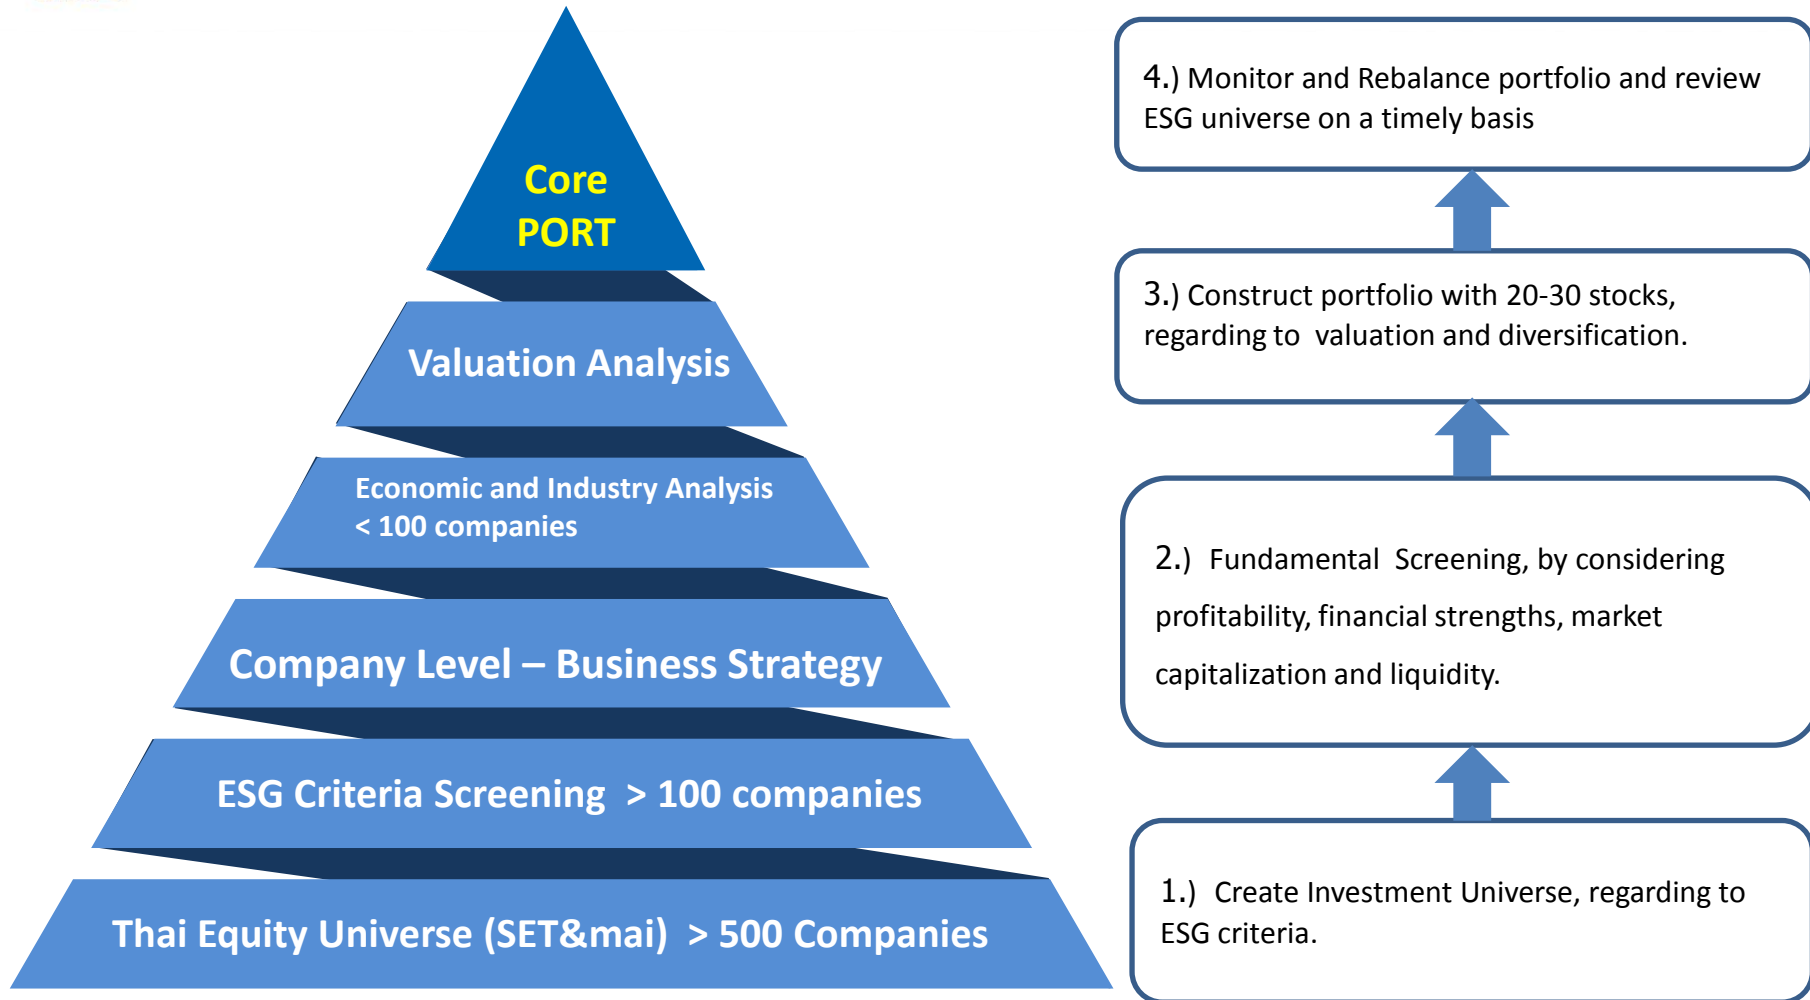 Core
PORT
Valuation Analysis
Economic and Industry Analysis
< 100 companies
Company Level – Business Strategy
ESG Criteria Screening > 100 companies
Thai Equity Universe (SET&mai) > 500 Companies
4.) Monitor and Rebalance portfolio and review
ESG universe on a timely basis
3.) Construct portfolio with 20-30 stocks,
regarding to valuation and diversification.
2.) Fundamental Screening, by considering
profitability, financial strengths, market
capitalization and liquidity.
1.) Create Investment Universe, regarding to
ESG criteria.